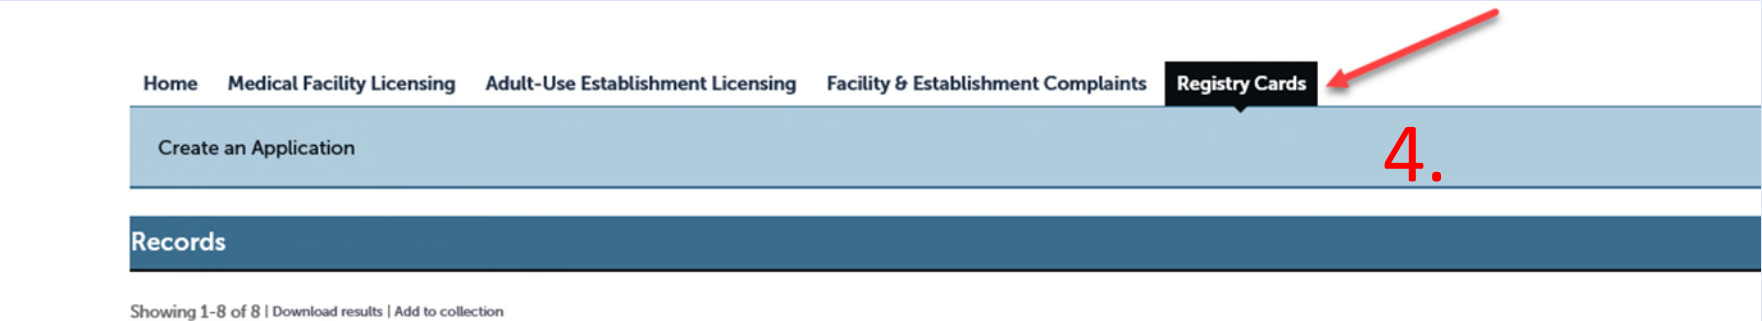 Home Medical Facility Licensing Adult-Use Establishment Licensing Facility & Establishment Complaints Registry Cards
Create an Application
4.
Records
Showing 1-8 of 8 | Download results | Add to collection